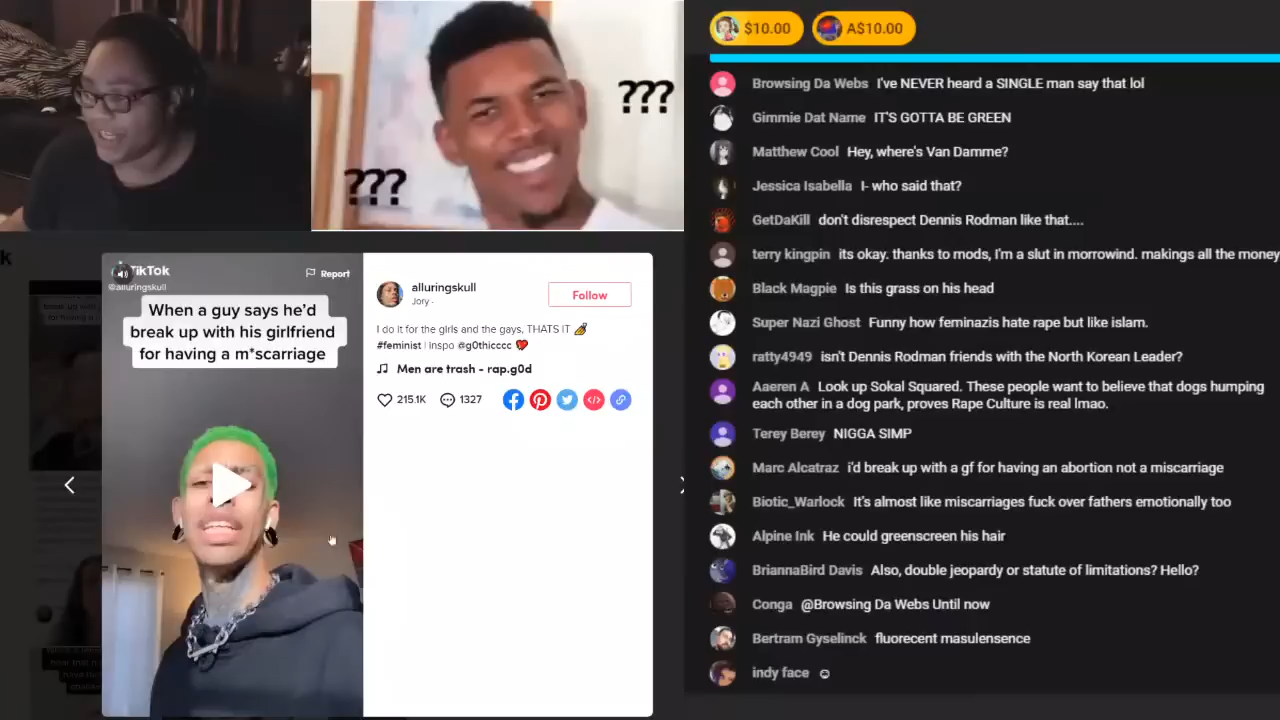 $10.00
A$10.00
???
???
k
TikTok
@alluringskull
Report
When a guy says he'd
break up with his girlfriend
for having a m*scarriage
alluringskull
Jory ·
Follow
I do it for the girls and the gays, THATS IT 💅
#feminist | inspo @g0thicccc ❤️
Men are trash - rap.g0d
215.1K
1327
Browsing Da Webs I've NEVER heard a SINGLE man say that lol
Gimmie Dat Name IT'S GOTTA BE GREEN
Matthew Cool Hey, where's Van Damme?
Jessica Isabella I- who said that?
GetDaKill don't disrespect Dennis Rodman like that....
terry kingpin its okay. thanks to mods, I'm a slut in morrowind. makings all the money
Black Magpie Is this grass on his head
Super Nazi Ghost Funny how feminazis hate rape but like islam.
ratty4949 isn't Dennis Rodman friends with the North Korean Leader?
Aaeren A Look up Sokal Squared. These people want to believe that dogs humping
each other in a dog park, proves Rape Culture is real lmao.
Terey Berey NIGGA SIMP
Marc Alcatraz i'd break up with a gf for having an abortion not a miscarriage
Biotic_Warlock It's almost like miscarriages fuck over fathers emotionally too
Alpine Ink He could greenscreen his hair
BriannaBird Davis Also, double jeopardy or statute of limitations? Hello?
Conga @Browsing Da Webs Until now
Bertram Gyselinck fluorecent masulensence
indy face ☺